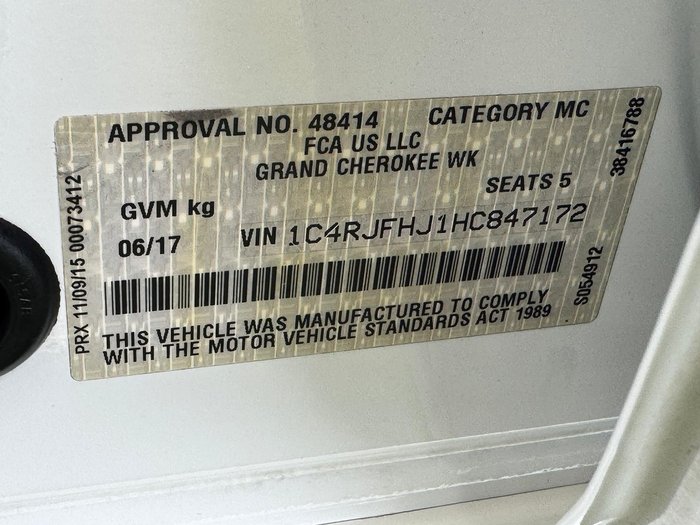 APPROVAL NO. 48414 CATEGORY MC
FCA US LLC
GRAND CHEROKEE WK
GVM kg SEATS 5
06/17 VIN 1C4RJFHJ1HC847172
THIS VEHICLE WAS MANUFACTURED TO COMPLY
WITH THE MOTOR VEHICLE STANDARDS ACT 1989
PRX 11/09/15 00073412
38416788
S054912